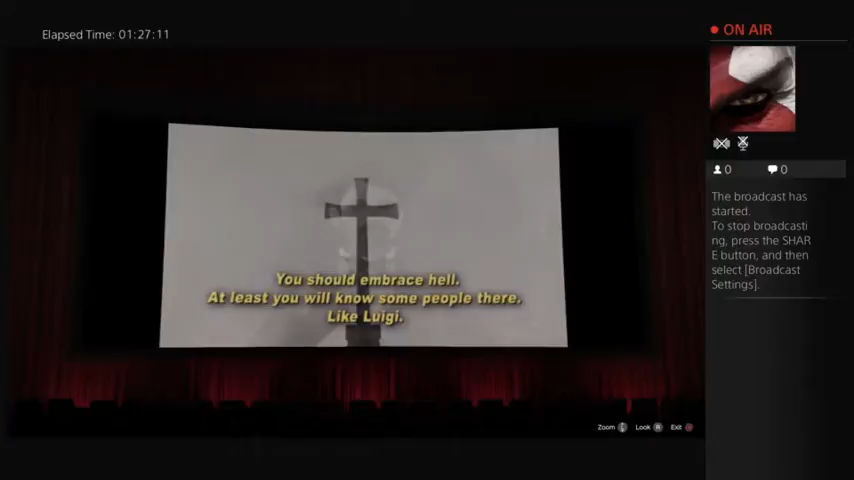 Elapsed Time: 01:27:11
ON AIR
0 0
The broadcast has
started.
To stop broadcasti
ng, press the SHAR
E button, and then
select [Broadcast
Settings].
You should embrace hell.
At least you will know some people there.
Like Luigi.
Zoom L Look R Exit